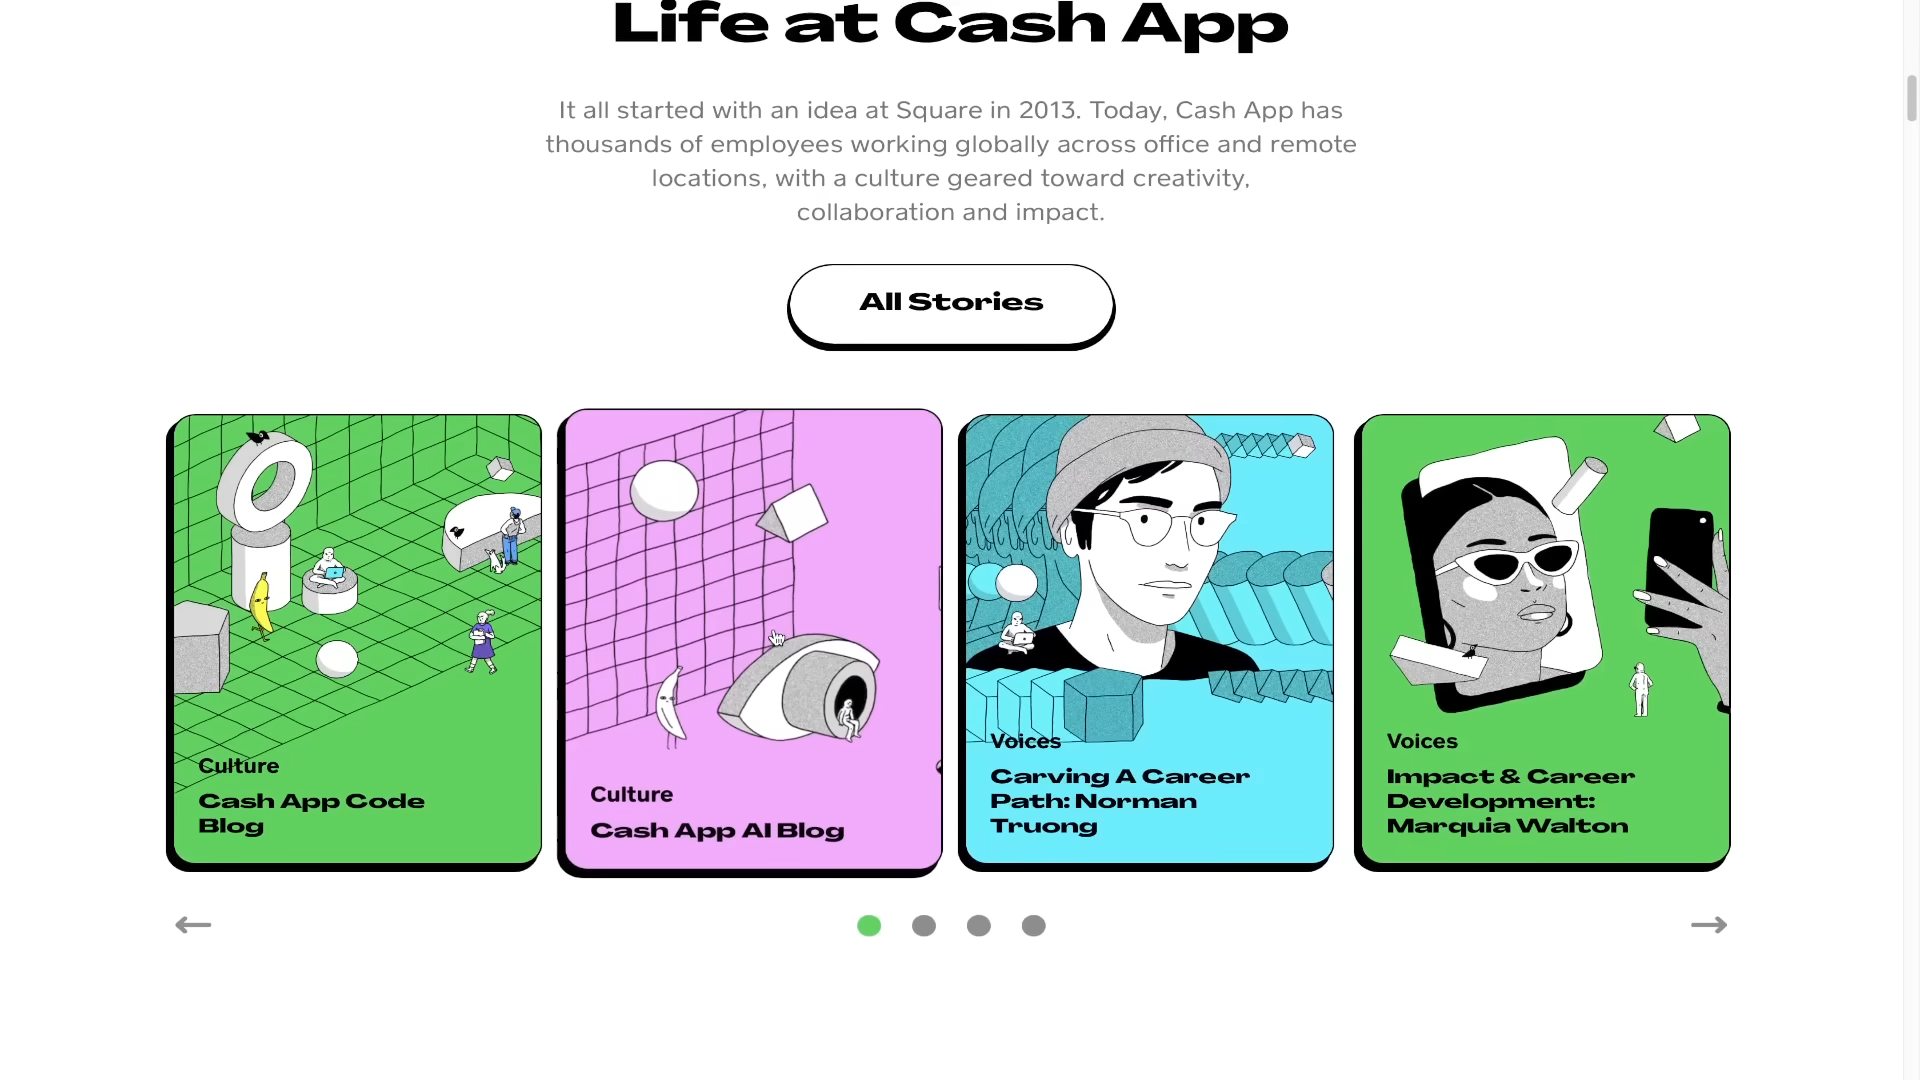 Life at Cash App
It all started with an idea at Square in 2013. Today, Cash App has
thousands of employees working globally across office and remote
locations, with a culture geared toward creativity,
collaboration and impact.
All Stories
Culture
Cash App Code
Blog
Culture
Cash App AI Blog
Voices
Carving A Career
Path: Norman
Truong
Voices
Impact & Career
Development:
Marquia Walton